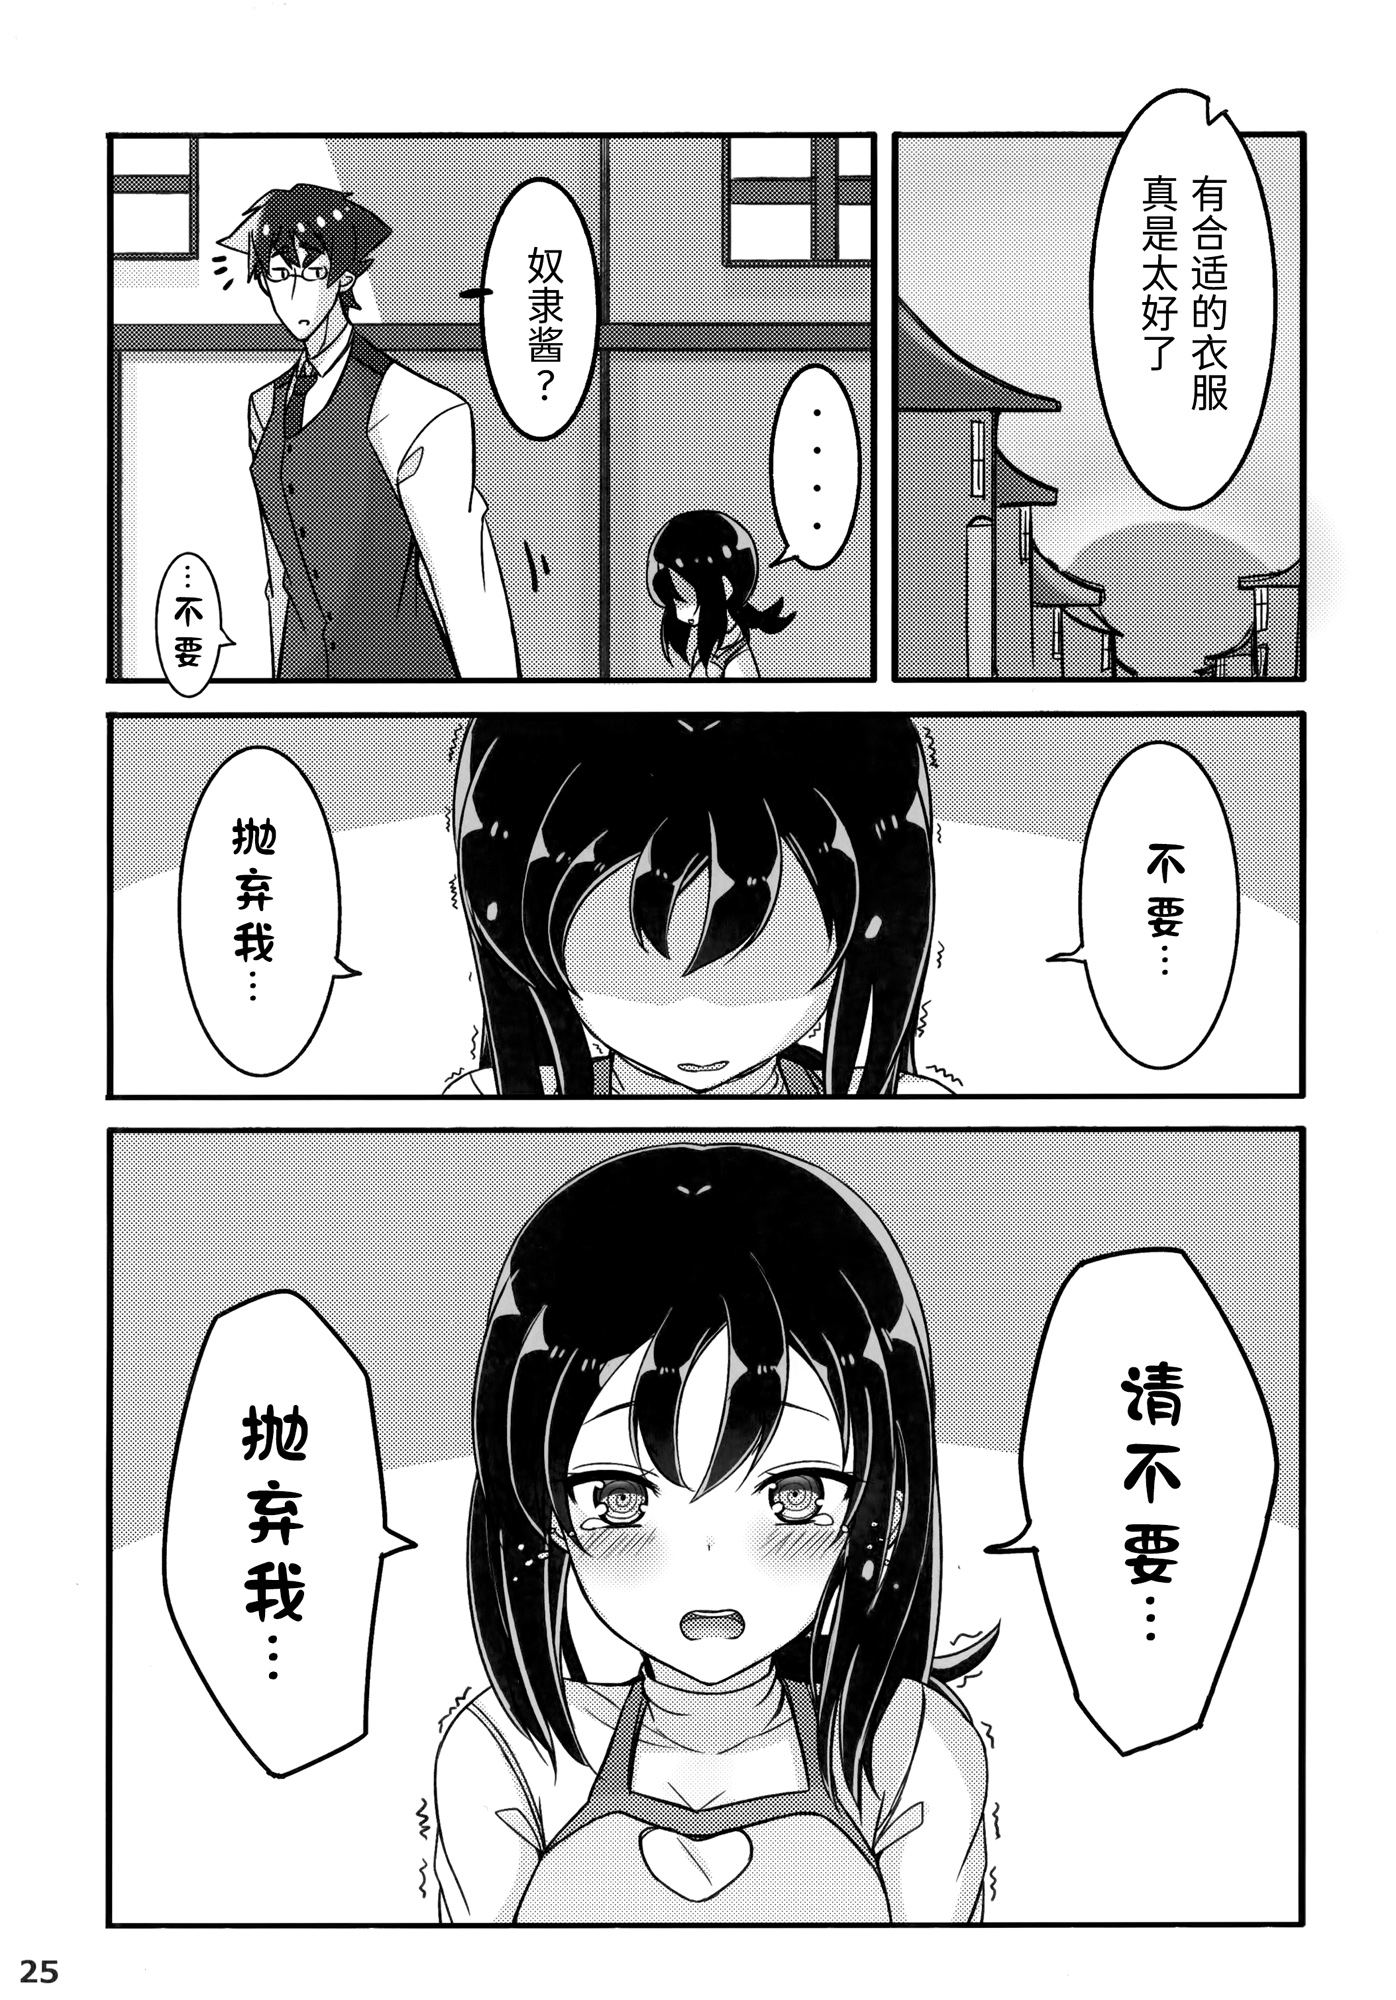 有合适的衣服
真是太好了
・・・・
奴隶酱？
…不要
不要…
抛弃我…
请不要…
抛弃我…
25